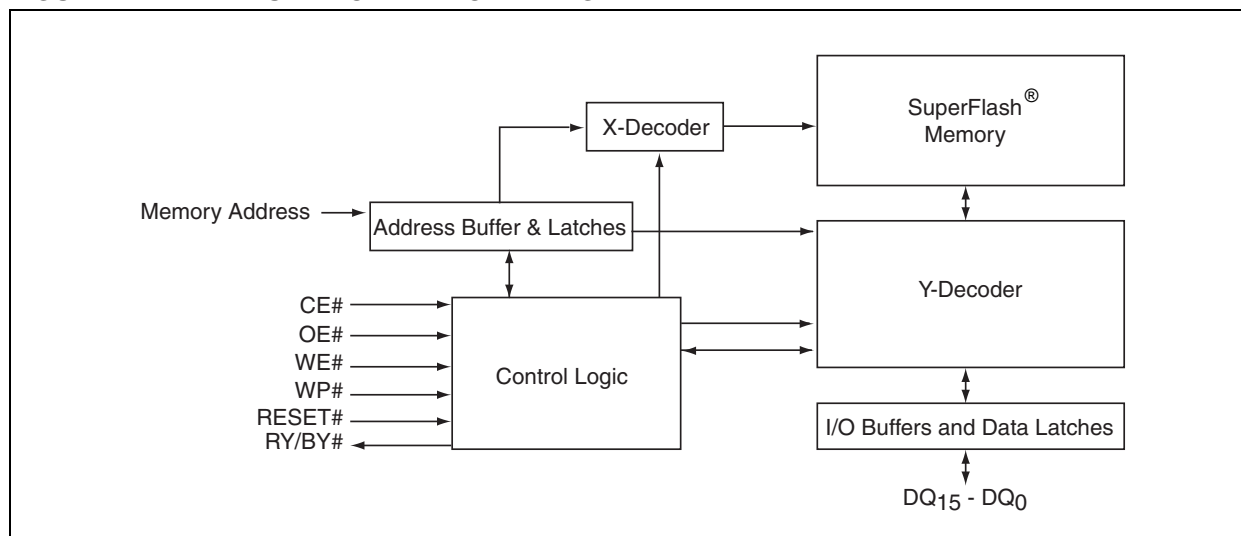 SuperFlash®
Memory
X-Decoder
Memory Address
Address Buffer & Latches
Y-Decoder
CE#
OE#
WE#
WP#
RESET#
RY/BY#
Control Logic
I/O Buffers and Data Latches
DQ15 - DQ0